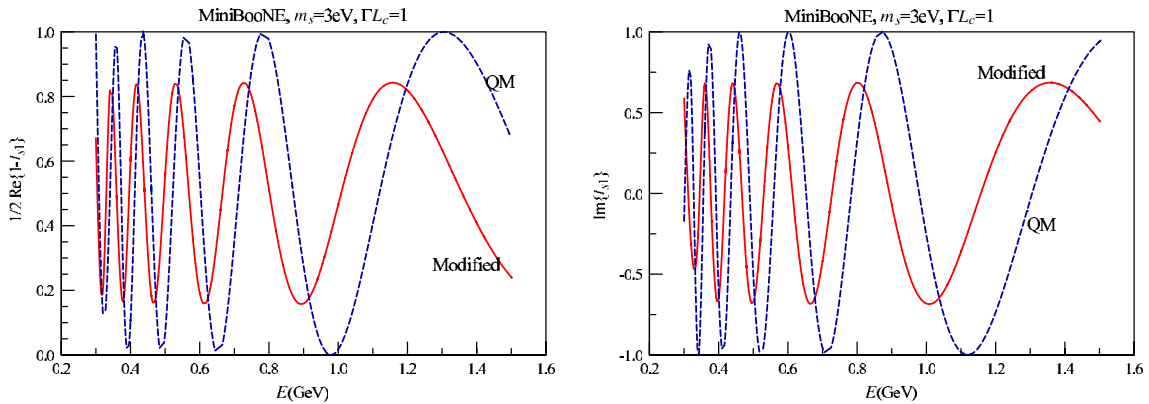 MiniBooNE, m_s=3eV, ΓL_c=1
1/2 Re{1-I_s1}
1.0
0.8
0.6
0.4
0.2
0.0
QM
Modified
0.2 0.4 0.6 0.8 1.0 1.2 1.4 1.6
E(GeV)
MiniBooNE, m_s=3eV, ΓL_c=1
Im{I_s1}
1.0
0.5
0.0
-0.5
-1.0
Modified
QM
0.2 0.4 0.6 0.8 1.0 1.2 1.4 1.6
E(GeV)